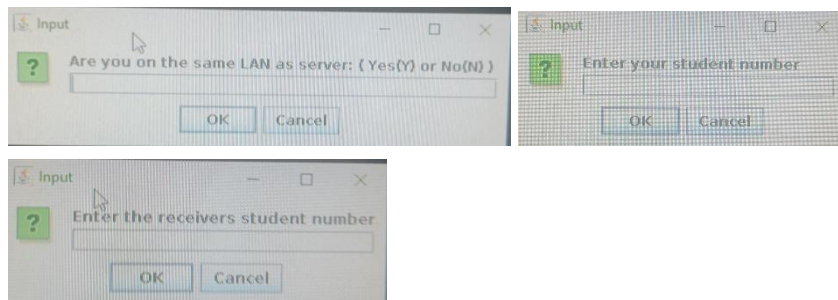 Input
Are you on the same LAN as server: ( Yes(Y) or No(N) )
OK Cancel
Input
Enter your student number
OK Cancel
Input
Enter the receivers student number
OK Cancel